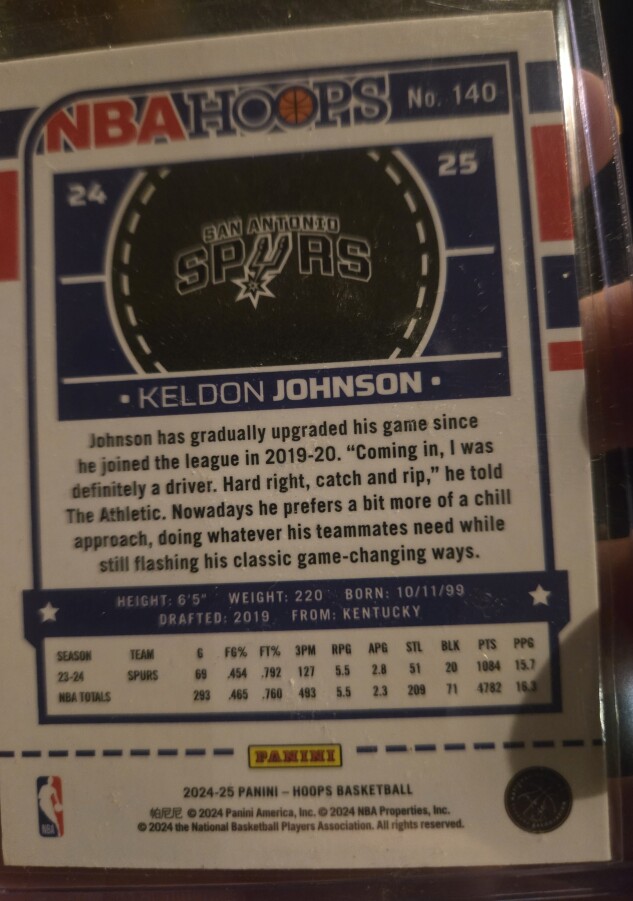 NBA HOOPS No. 140
24 25
SAN ANTONIO
SPURS
• KELDON JOHNSON •
Johnson has gradually upgraded his game since
he joined the league in 2019-20. “Coming in, I was
definitely a driver. Hard right, catch and rip,” he told
The Athletic. Nowadays he prefers a bit more of a chill
approach, doing whatever his teammates need while
still flashing his classic game-changing ways.
HEIGHT: 6'5" WEIGHT: 220 BORN: 10/11/99
DRAFTED: 2019 FROM: KENTUCKY
SEASON TEAM G FG% FT% 3PM RPG APG STL BLK PTS PPG
23-24 SPURS 69 .454 .792 127 5.5 2.8 51 20 1084 15.7
NBA TOTALS 293 .465 .760 493 5.5 2.3 209 71 4782 16.3
PANINI
2024-25 PANINI – HOOPS BASKETBALL
帕尼尼 © 2024 Panini America, Inc. © 2024 NBA Properties, Inc.
© 2024 the National Basketball Players Association. All rights reserved.
NBA